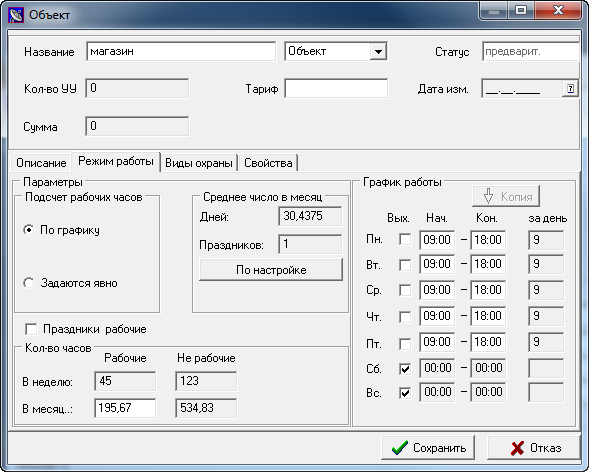 Объект
Название магазин Объект Статус предварит.
Кол-во УУ 0 Тариф Дата изм. __.__.____
Сумма 0
Описание Режим работы Виды охраны Свойства
Параметры
Подсчет рабочих часов
По графику
Задаются явно
Среднее число в месяц
Дней: 30,4375
Праздников: 1
По настройке
Праздники рабочие
Кол-во часов
Рабочие Не рабочие
В неделю: 45 123
В месяц..: 195,67 534,83
График работы
Копия
Вых. Нач. Кон. за день
Пн. 09:00 – 18:00 9
Вт. 09:00 – 18:00 9
Ср. 09:00 – 18:00 9
Чт. 09:00 – 18:00 9
Пт. 09:00 – 18:00 9
Сб. 00:00 – 00:00
Вс. 00:00 – 00:00
Сохранить Отказ